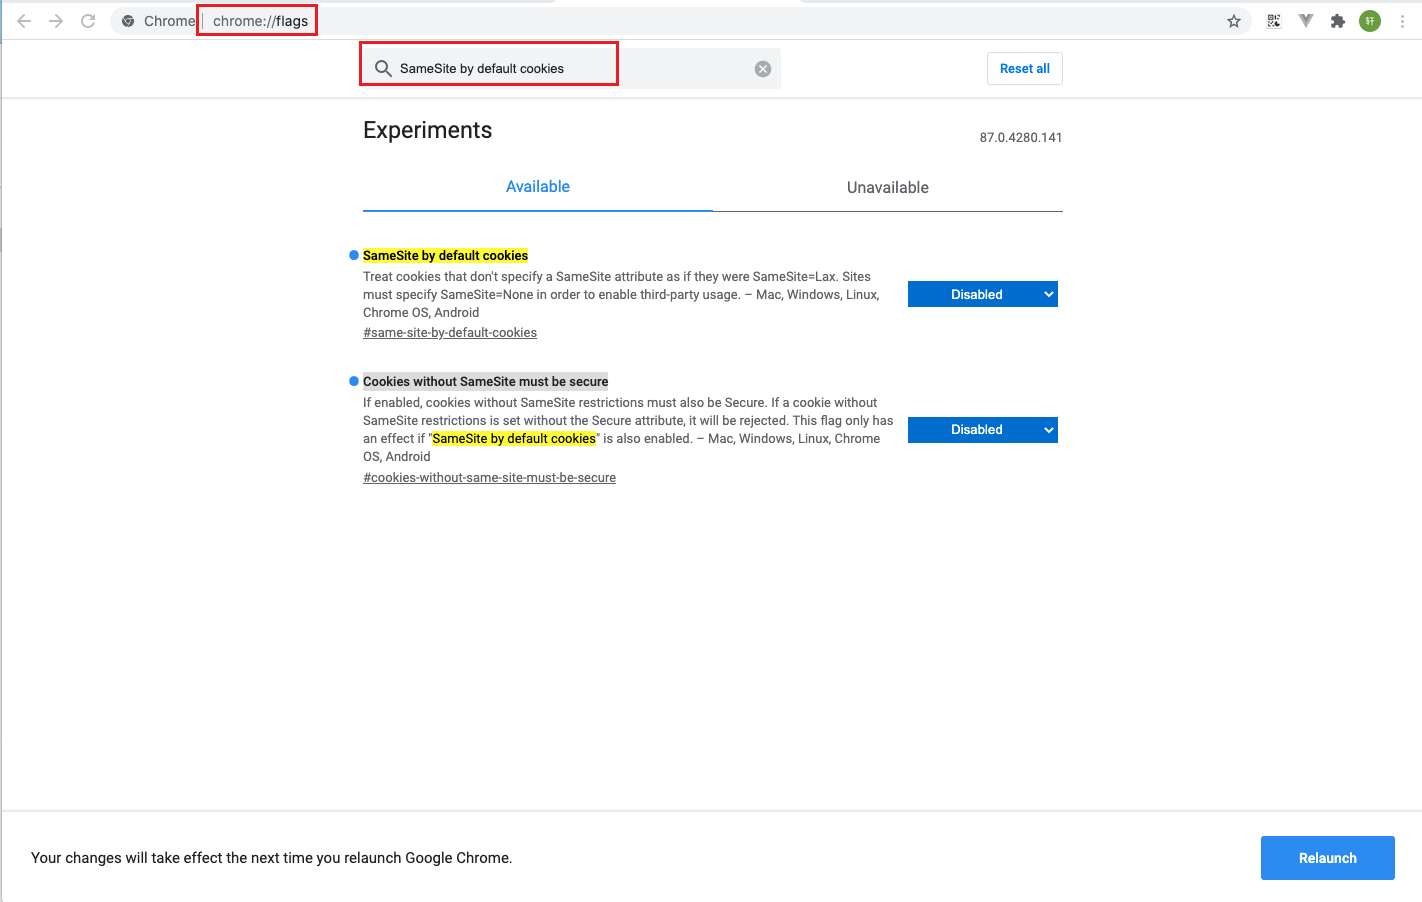 Chrome | chrome://flags
轩
SameSite by default cookies
Reset all
Experiments
87.0.4280.141
Available
Unavailable
SameSite by default cookies
Treat cookies that don't specify a SameSite attribute as if they were SameSite=Lax. Sites
must specify SameSite=None in order to enable third-party usage. – Mac, Windows, Linux,
Chrome OS, Android
#same-site-by-default-cookies
Disabled
Cookies without SameSite must be secure
If enabled, cookies without SameSite restrictions must also be Secure. If a cookie without
SameSite restrictions is set without the Secure attribute, it will be rejected. This flag only has
an effect if "SameSite by default cookies" is also enabled. – Mac, Windows, Linux, Chrome
OS, Android
#cookies-without-same-site-must-be-secure
Disabled
Your changes will take effect the next time you relaunch Google Chrome.
Relaunch